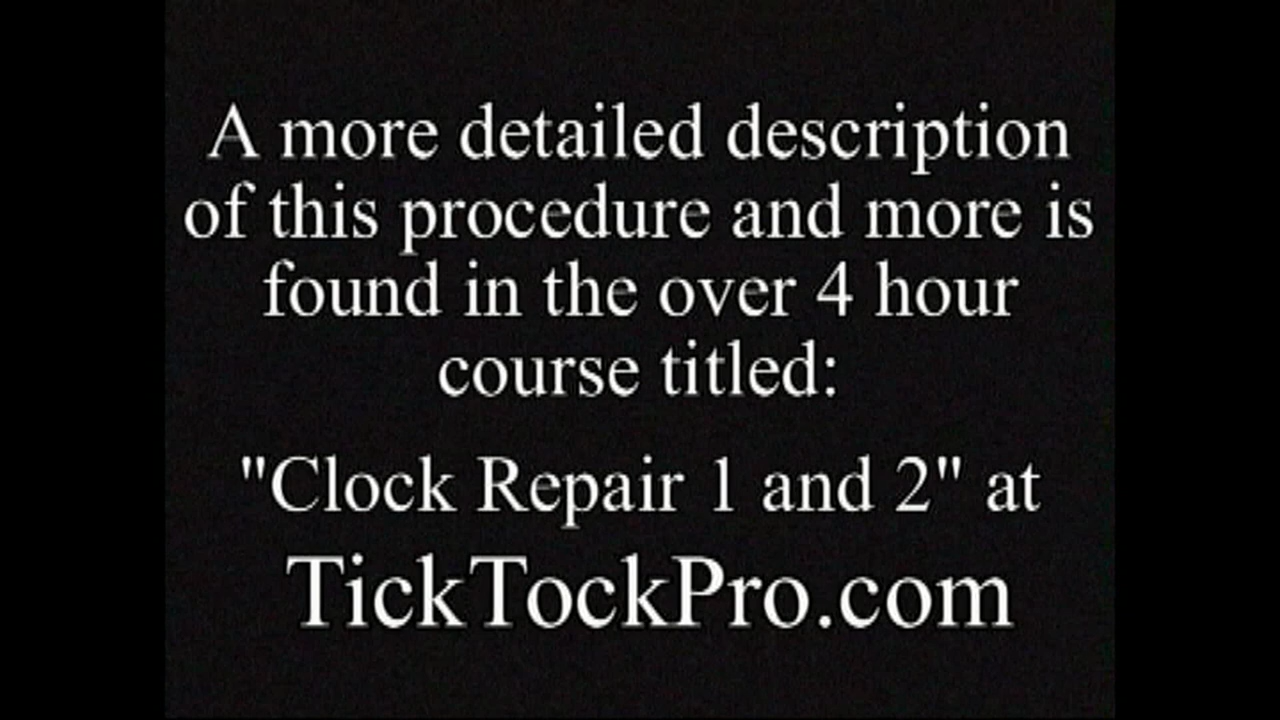 A more detailed description
of this procedure and more is
found in the over 4 hour
course titled:
"Clock Repair 1 and 2" at
TickTockPro.com